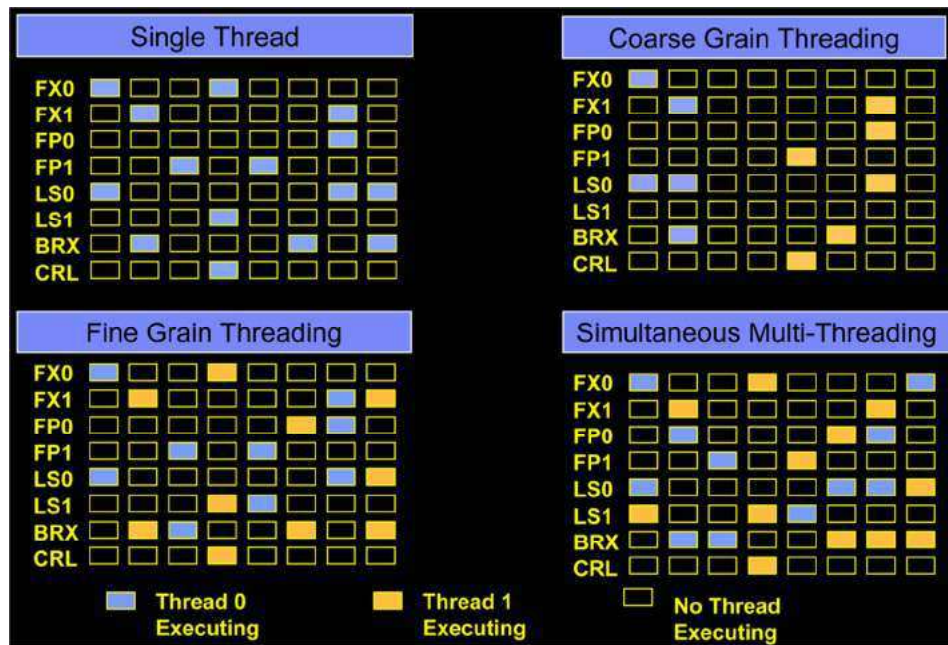 Single Thread
FX0
FX1
FP0
FP1
LS0
LS1
BRX
CRL
Coarse Grain Threading
FX0
FX1
FP0
FP1
LS0
LS1
BRX
CRL
Fine Grain Threading
FX0
FX1
FP0
FP1
LS0
LS1
BRX
CRL
Simultaneous Multi-Threading
FX0
FX1
FP0
FP1
LS0
LS1
BRX
CRL
Thread 0
Executing
Thread 1
Executing
No Thread
Executing